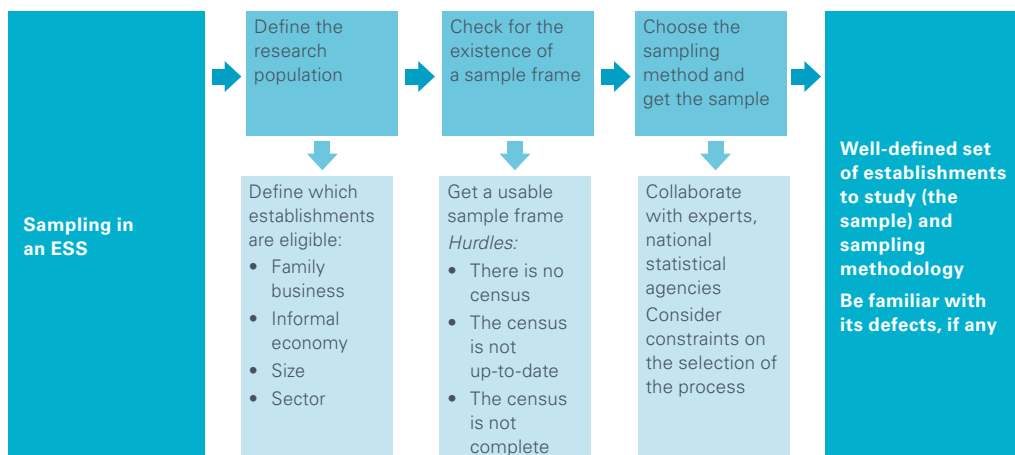 Sampling in
an ESS
Define the
research
population
Define which
establishments
are eligible:
• Family
business
• Informal
economy
• Size
• Sector
Check for the
existence of
a sample frame
Get a usable
sample frame
Hurdles:
• There is no
census
• The census
is not
up-to-date
• The census
is not
complete
Choose the
sampling
method and
get the sample
Collaborate
with experts,
national
statistical
agencies
Consider
constraints on
the selection of
the process
Well-defined set
of establishments
to study (the
sample) and
sampling
methodology
Be familiar with
its defects, if any